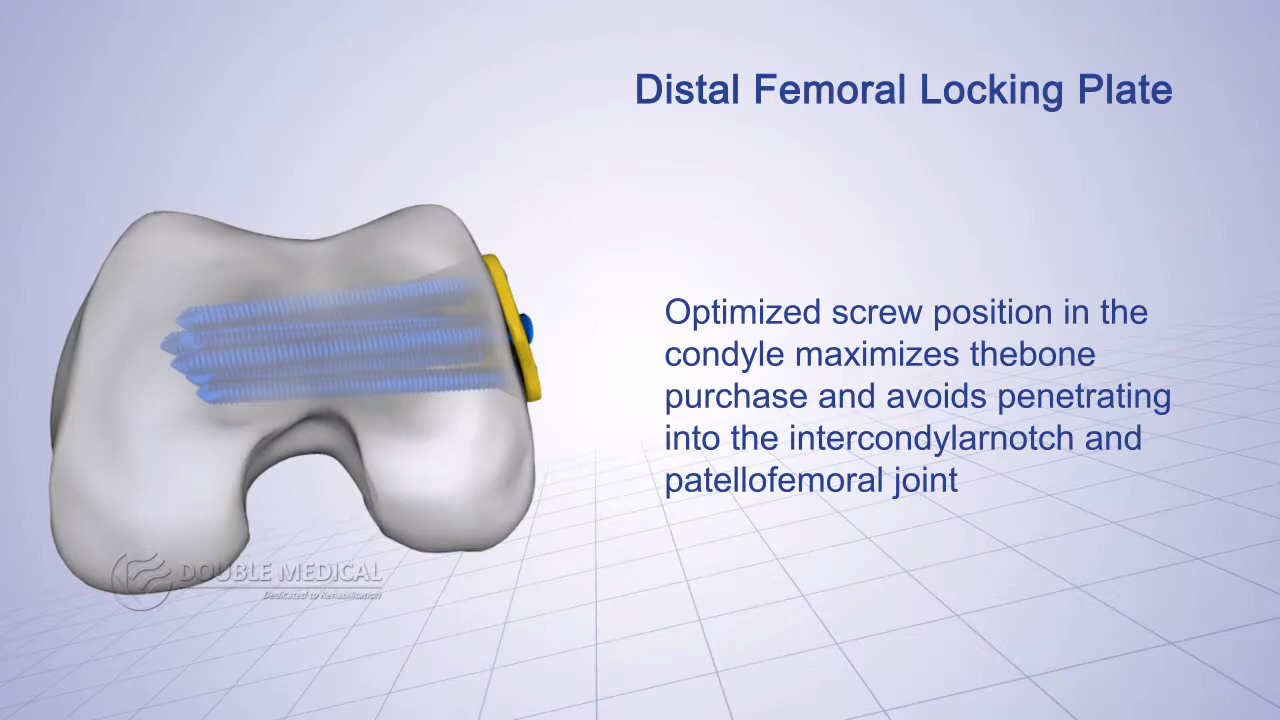 Distal Femoral Locking Plate
Optimized screw position in the
condyle maximizes thebone
purchase and avoids penetrating
into the intercondylarnotch and
patellofemoral joint
DOUBLE MEDICAL
Dedicated to Rehabilitation